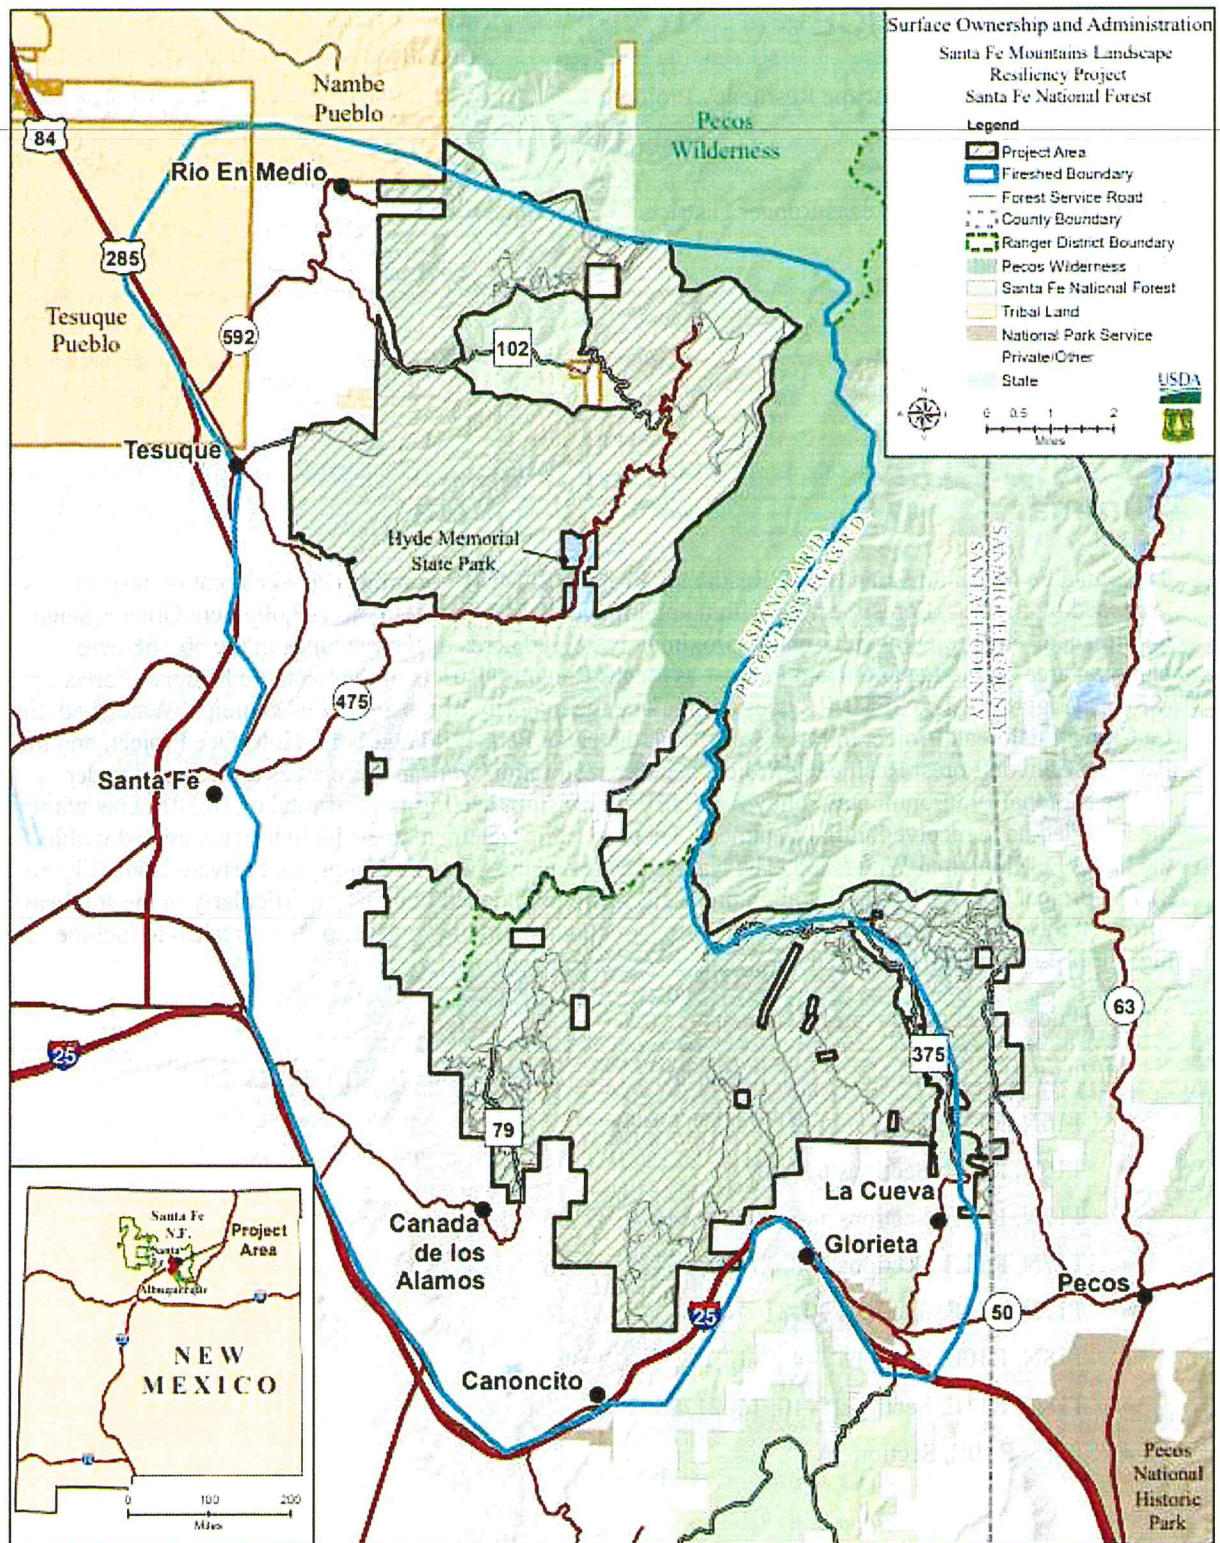 Surface Ownership and Administration
Santa Fe Mountains Landscape
Resiliency Project
Santa Fe National Forest
Legend
Project Area
Fireshed Boundary
Forest Service Road
County Boundary
Ranger District Boundary
Pecos Wilderness
Santa Fe National Forest
Tribal Land
National Park Service
Private/Other
State
USDA
0 0.5 1 2
Miles
Nambe
Pueblo
Pecos
Wilderness
84
Rio En Medio
285
Tesuque
Pueblo
592
102
Tesuque
Hyde Memorial
State Park
ESPANOLA R D
PECOS/LAS VEGAS R D
SANTA FE COUNTY
SAN MIGUEL COUNTY
475
Santa Fe
63
25
375
79
La Cueva
Canada
de los
Alamos
Glorieta
Pecos
25
50
Canoncito
Pecos
National
Historic
Park
Santa Fe
N.F.
Project
Area
Santa
Albuquerque
NEW
MEXICO
0 100 200
Miles